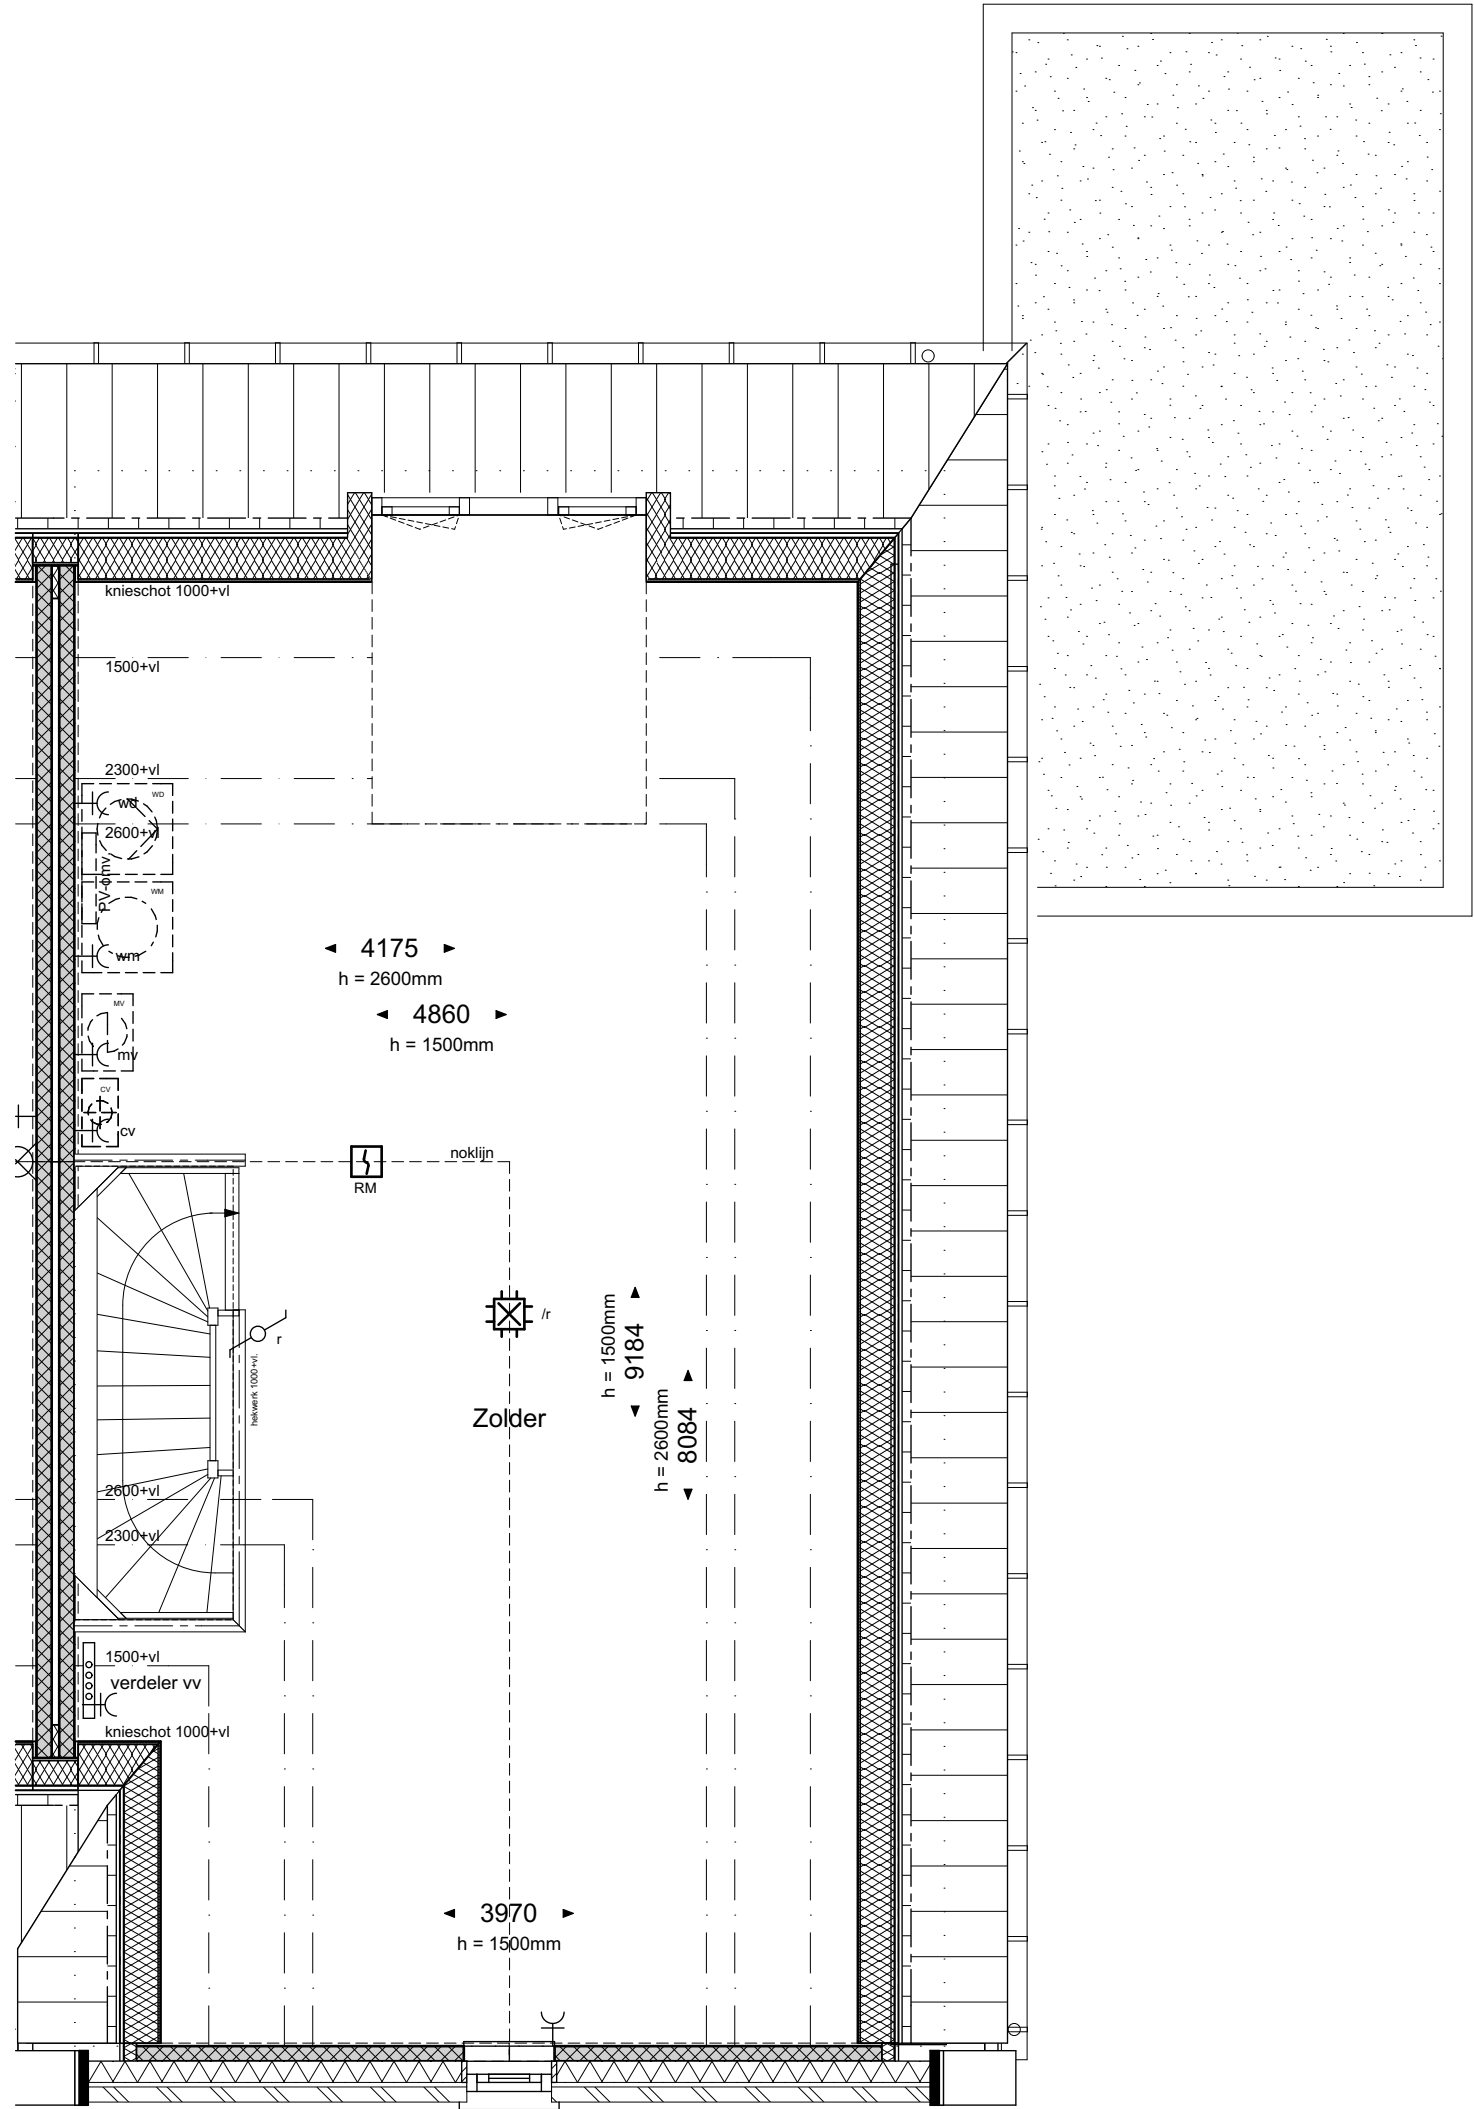 knieschot 1000+vl
1500+vl
2300+vl
wd
WD
2600+vl
PV-omv
WM
wm
4175
h = 2600mm
4860
h = 1500mm
MV
mv
CV
cv
noklijn
RM
/r
r
hekwerk 1000+vl.
h = 1500mm
9184
h = 2600mm
8084
Zolder
2600+vl
2300+vl
1500+vl
verdeler vv
knieschot 1000+vl
3970
h = 1500mm